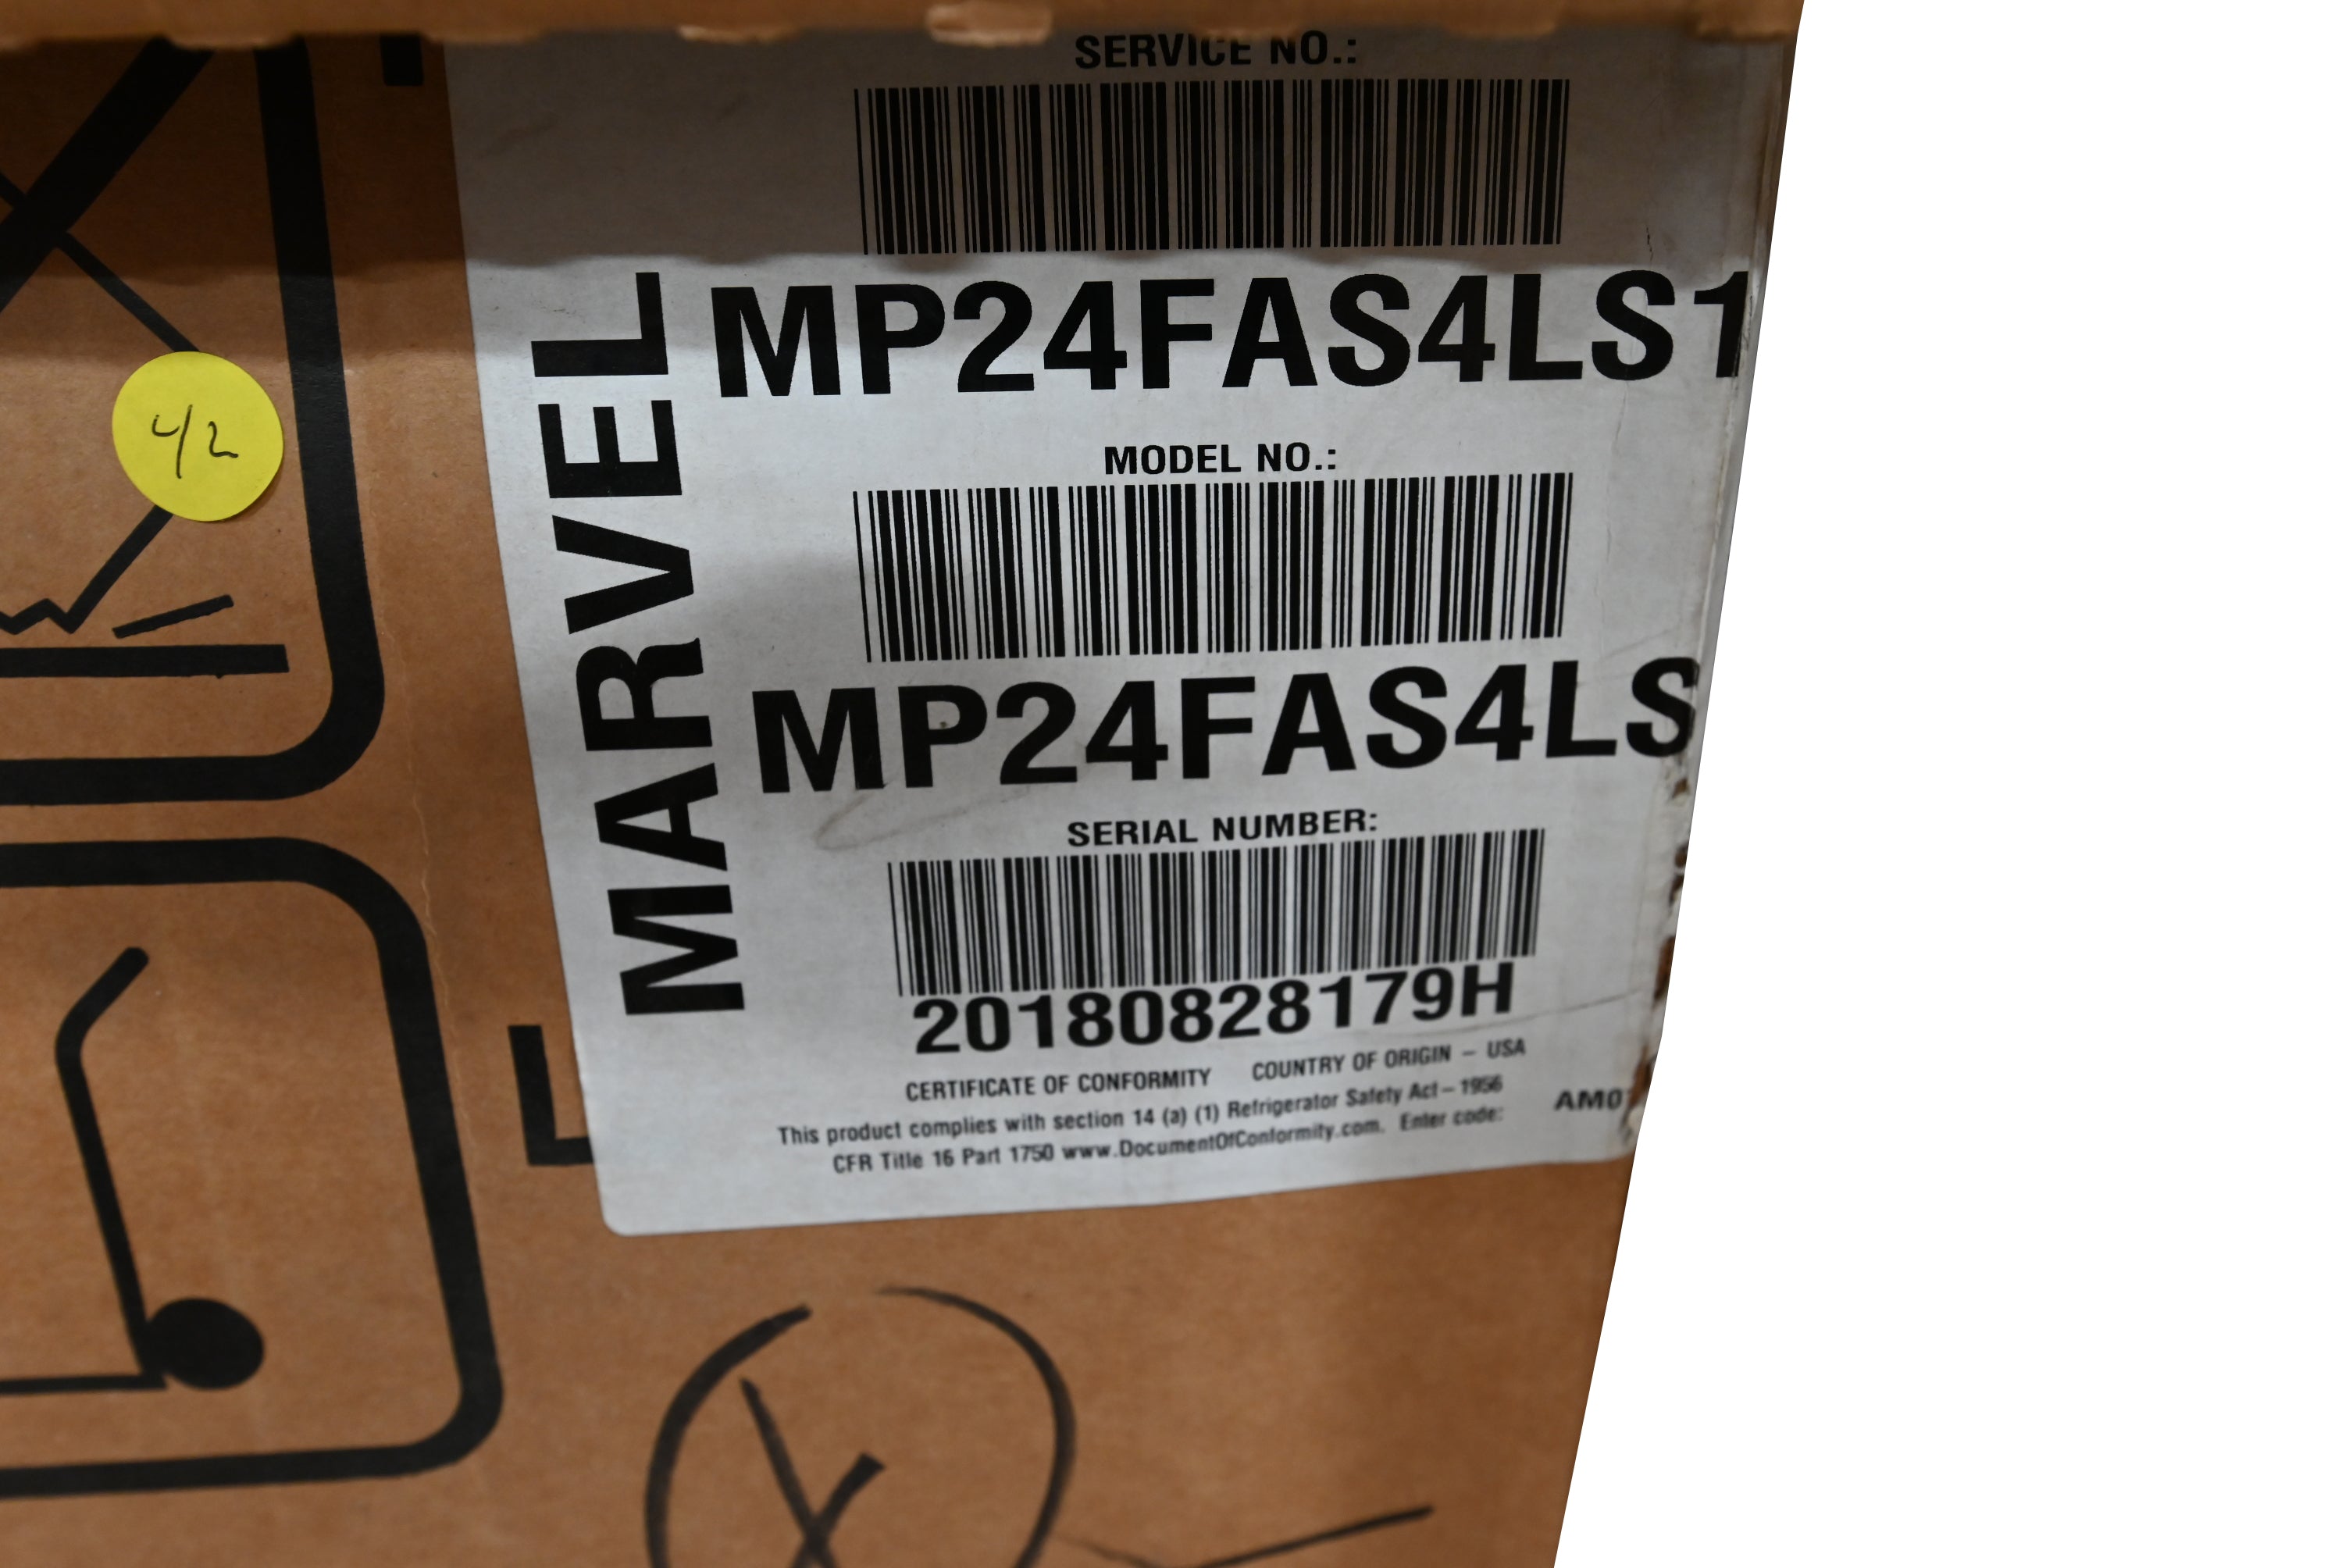 SERVICE NO.:
MP24FAS4LS1
MODEL NO.:
MP24FAS4LS
SERIAL NUMBER:
20180828179H
CERTIFICATE OF CONFORMITY COUNTRY OF ORIGIN – USA
This product complies with section 14 (a) (1) Refrigerator Safety Act – 1956
CFR Title 16 Part 1750 www.DocumentOfConformity.com. Enter code: AM0
MARVEL
4/2